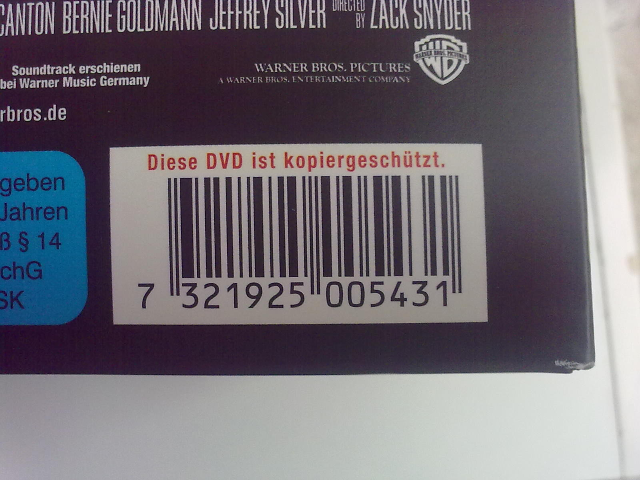 CANTON BERNIE GOLDMANN JEFFREY SILVER DIRECTED BY ZACK SNYDER
Soundtrack erschienen
bei Warner Music Germany
WARNER BROS. PICTURES
A WARNER BROS. ENTERTAINMENT COMPANY
WB
rbros.de
geben
Jahren
ß § 14
chG
SK
Diese DVD ist kopiergeschützt.
7 321925 005431